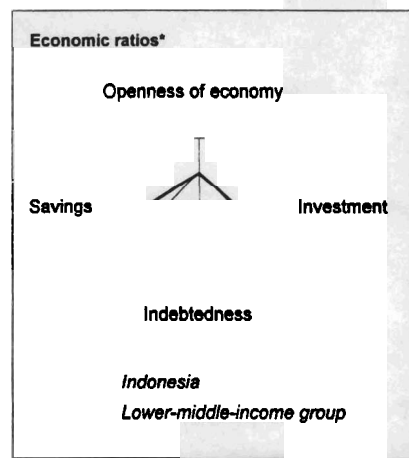 Economic ratios*
Openness of economy
Savings
Investment
Indebtedness
Indonesia
Lower-middle-income group